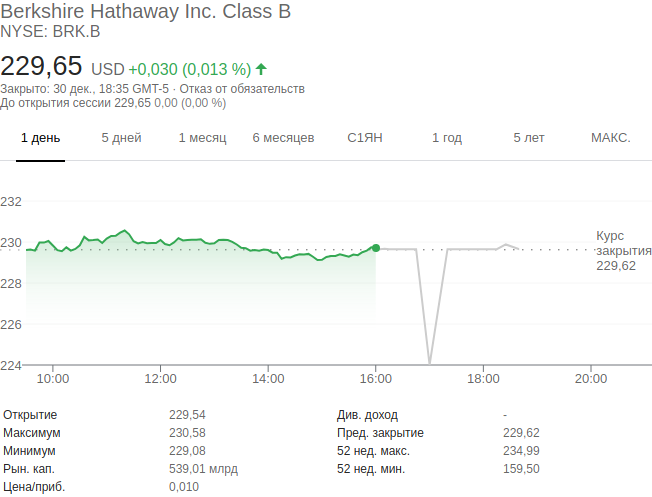 Berkshire Hathaway Inc. Class B
NYSE: BRK.B
229,65 USD +0,030 (0,013 %)
Закрыто: 30 дек., 18:35 GMT-5 · Отказ от обязательств
До открытия сессии 229,65 0,00 (0,00 %)
1 день 5 дней 1 месяц 6 месяцев С1ЯН 1 год 5 лет МАКС.
232
230
228
226
224
Курс
закрытия
229,62
10:00 12:00 14:00 16:00 18:00 20:00
Открытие 229,54 Див. доход -
Максимум 230,58 Пред. закрытие 229,62
Минимум 229,08 52 нед. макс. 234,99
Рын. кап. 539,01 млрд 52 нед. мин. 159,50
Цена/приб. 0,010